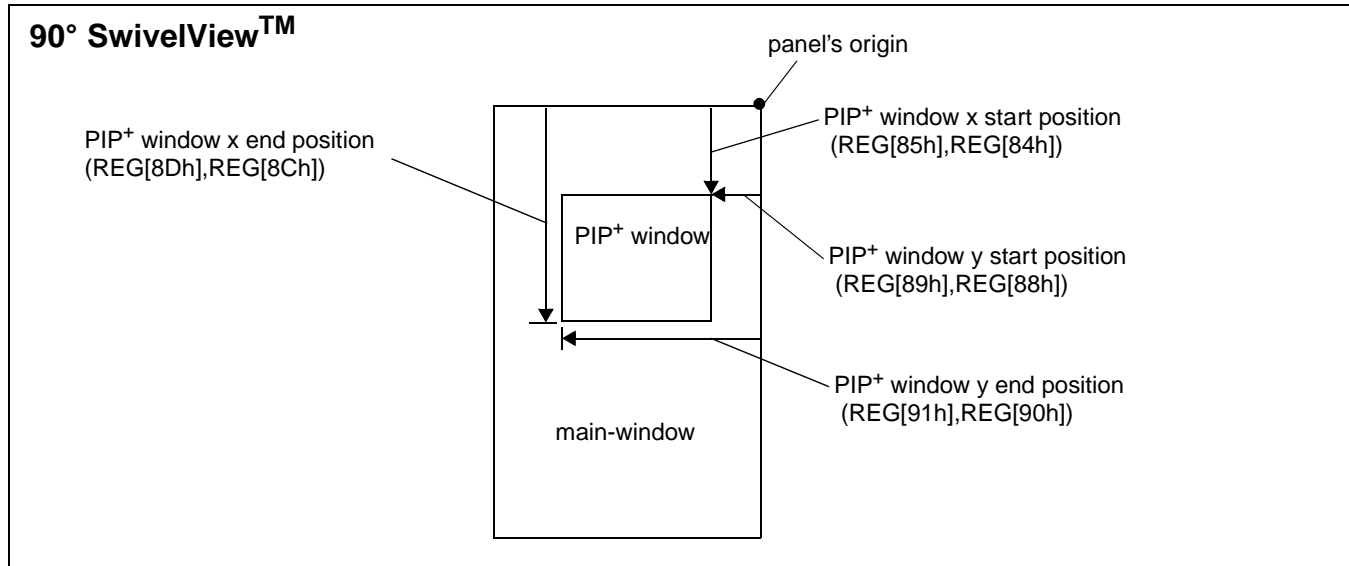 90° SwivelView™
panel's origin
PIP+ window x start position
(REG[85h],REG[84h])
PIP+ window x end position
(REG[8Dh],REG[8Ch])
PIP+ window
PIP+ window y start position
(REG[89h],REG[88h])
PIP+ window y end position
(REG[91h],REG[90h])
main-window